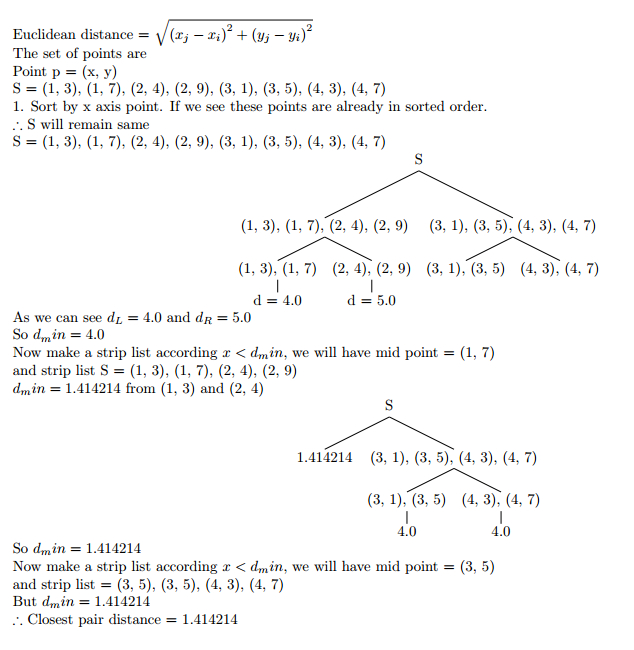 Euclidean distance = √((x_j − x_i)² + (y_j − y_i)²)
The set of points are
Point p = (x, y)
S = (1, 3), (1, 7), (2, 4), (2, 9), (3, 1), (3, 5), (4, 3), (4, 7)
1. Sort by x axis point. If we see these points are already in sorted order.
∴ S will remain same
S = (1, 3), (1, 7), (2, 4), (2, 9), (3, 1), (3, 5), (4, 3), (4, 7)
S
(1, 3), (1, 7), (2, 4), (2, 9) (3, 1), (3, 5), (4, 3), (4, 7)
(1, 3), (1, 7) (2, 4), (2, 9) (3, 1), (3, 5) (4, 3), (4, 7)
d = 4.0 d = 5.0
As we can see d_L = 4.0 and d_R = 5.0
So d_min = 4.0
Now make a strip list according x < d_min, we will have mid point = (1, 7)
and strip list S = (1, 3), (1, 7), (2, 4), (2, 9)
d_min = 1.414214 from (1, 3) and (2, 4)
S
1.414214 (3, 1), (3, 5), (4, 3), (4, 7)
(3, 1), (3, 5) (4, 3), (4, 7)
4.0 4.0
So d_min = 1.414214
Now make a strip list according x < d_min, we will have mid point = (3, 5)
and strip list = (3, 5), (3, 5), (4, 3), (4, 7)
But d_min = 1.414214
∴ Closest pair distance = 1.414214